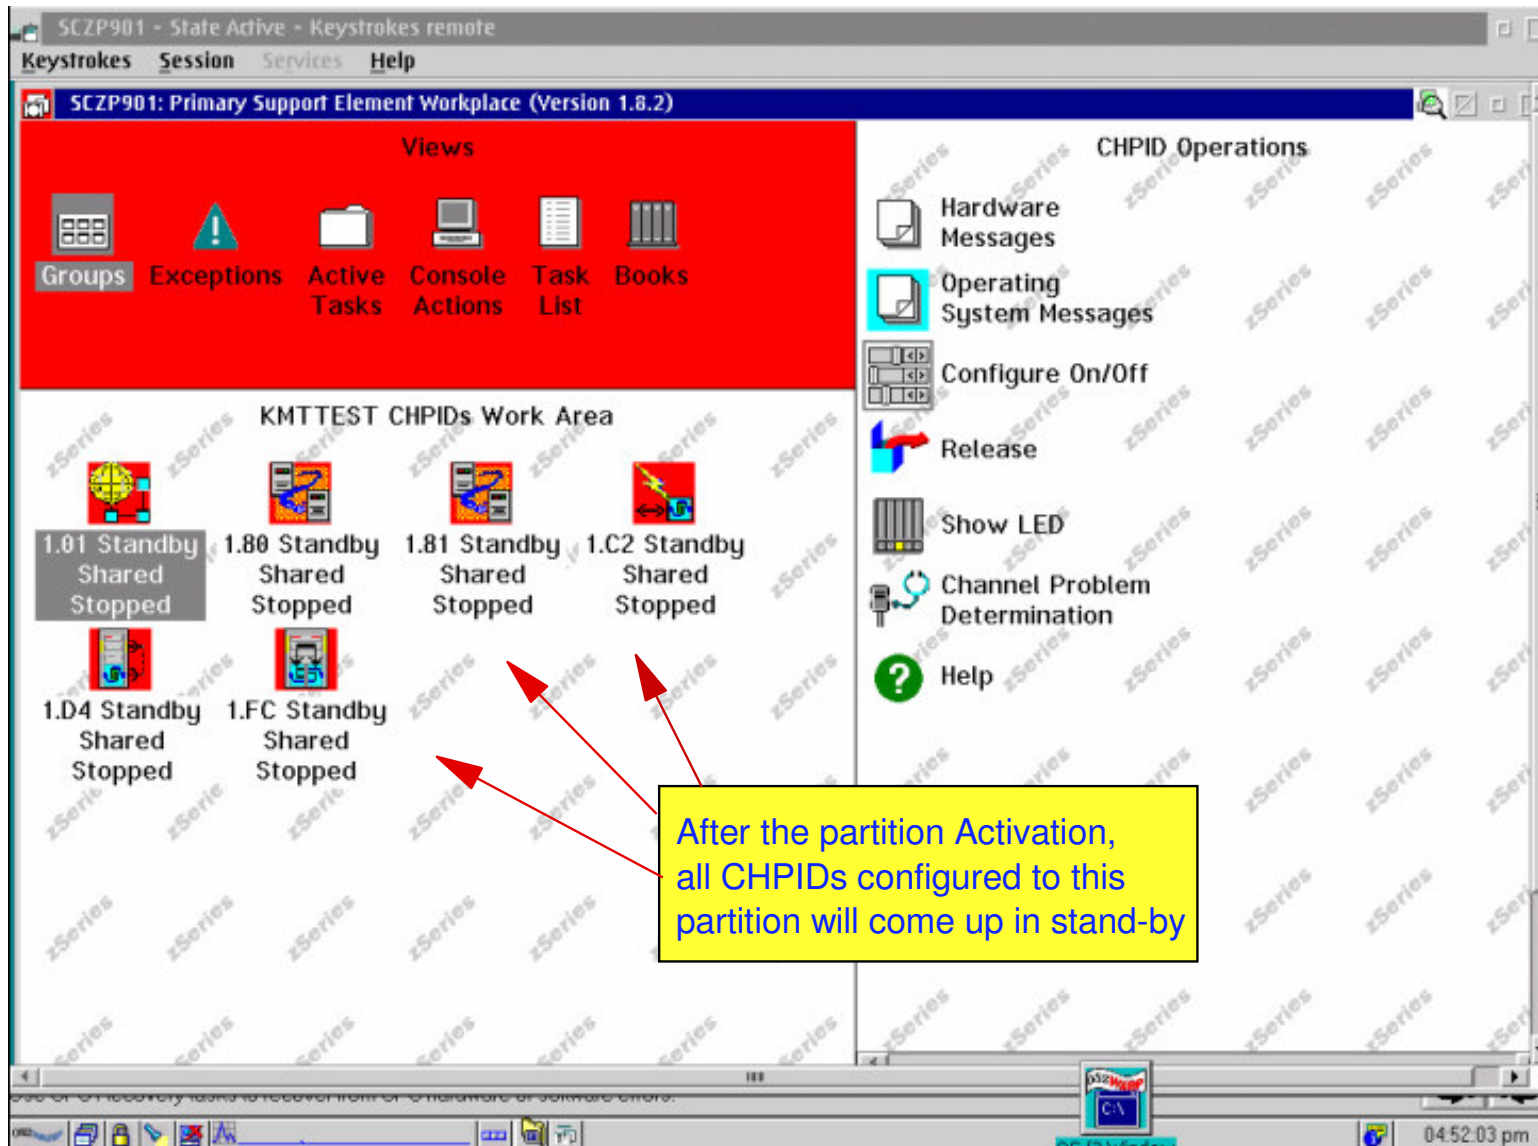 SCZP901 - State Active - Keystrokes remote
Keystrokes Session Services Help
SCZP901: Primary Support Element Workplace (Version 1.8.2)
Views
Groups
Exceptions
Active
Tasks
Console
Actions
Task
List
Books
KMTTEST CHPIDs Work Area
1.01 Standby
Shared
Stopped
1.80 Standby
Shared
Stopped
1.81 Standby
Shared
Stopped
1.C2 Standby
Shared
Stopped
1.D4 Standby
Shared
Stopped
1.FC Standby
Shared
Stopped
After the partition Activation,
all CHPIDs configured to this
partition will come up in stand-by
CHPID Operations
Hardware
Messages
Operating
System Messages
Configure On/Off
Release
Show LED
Channel Problem
Determination
Help
zSeries
C:\
04:52:03 pm